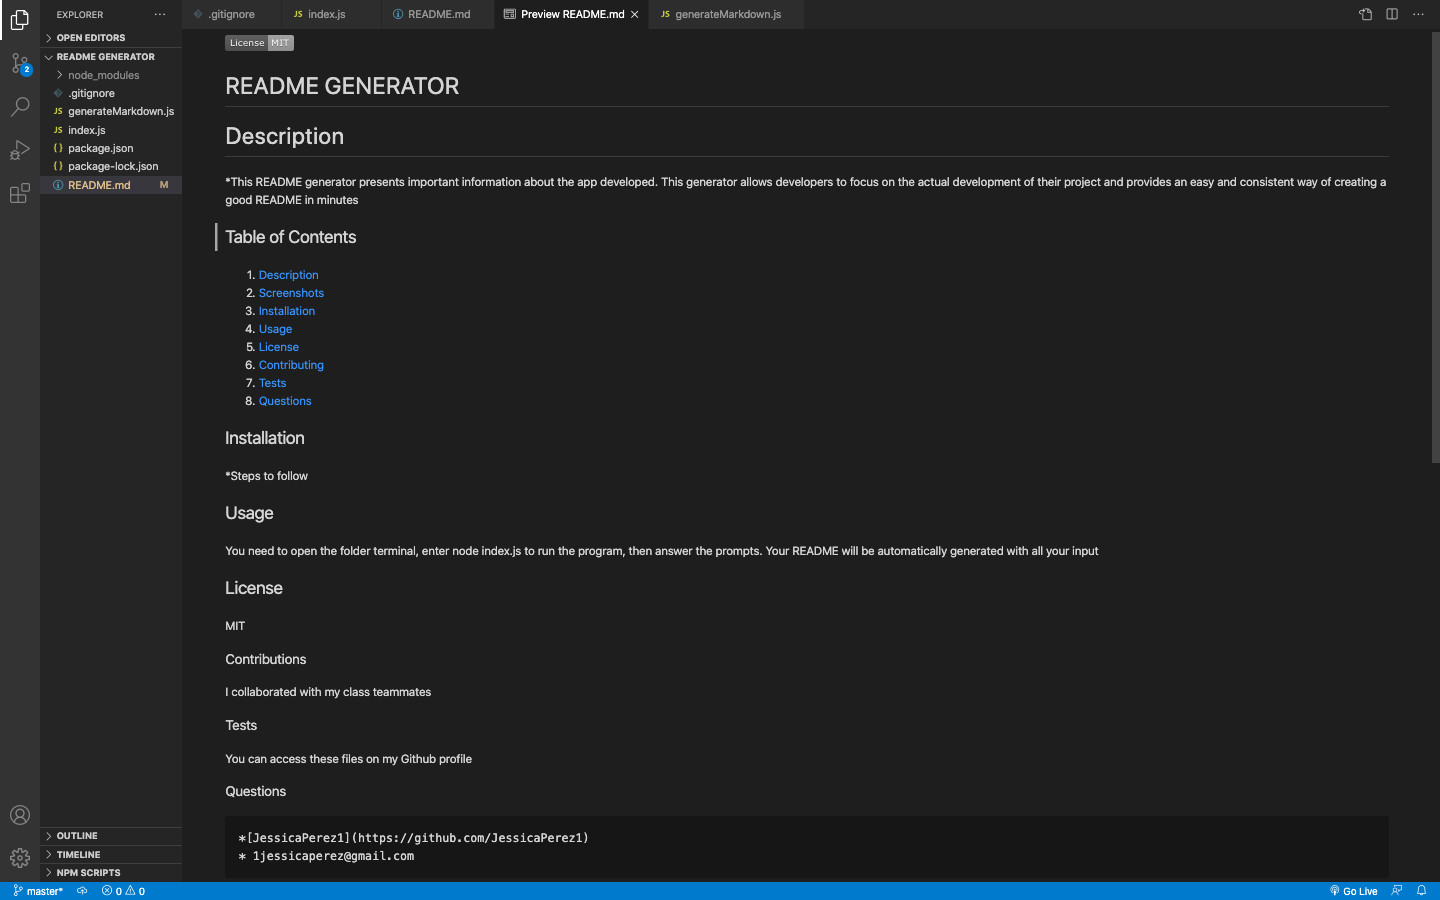 EXPLORER
OPEN EDITORS
README GENERATOR
node_modules
.gitignore
JS generateMarkdown.js
JS index.js
{} package.json
{} package-lock.json
README.md M
2
OUTLINE
TIMELINE
NPM SCRIPTS
.gitignore
JS index.js
README.md
Preview README.md
JS generateMarkdown.js
License MIT
README GENERATOR
Description
*This README generator presents important information about the app developed. This generator allows developers to focus on the actual development of their project and provides an easy and consistent way of creating a
good README in minutes
Table of Contents
1. Description
2. Screenshots
3. Installation
4. Usage
5. License
6. Contributing
7. Tests
8. Questions
Installation
*Steps to follow
Usage
You need to open the folder terminal, enter node index.js to run the program, then answer the prompts. Your README will be automatically generated with all your input
License
MIT
Contributions
I collaborated with my class teammates
Tests
You can access these files on my Github profile
Questions
*[JessicaPerez1](https://github.com/JessicaPerez1)
* 1jessicaperez@gmail.com
master* 0 0
Go Live